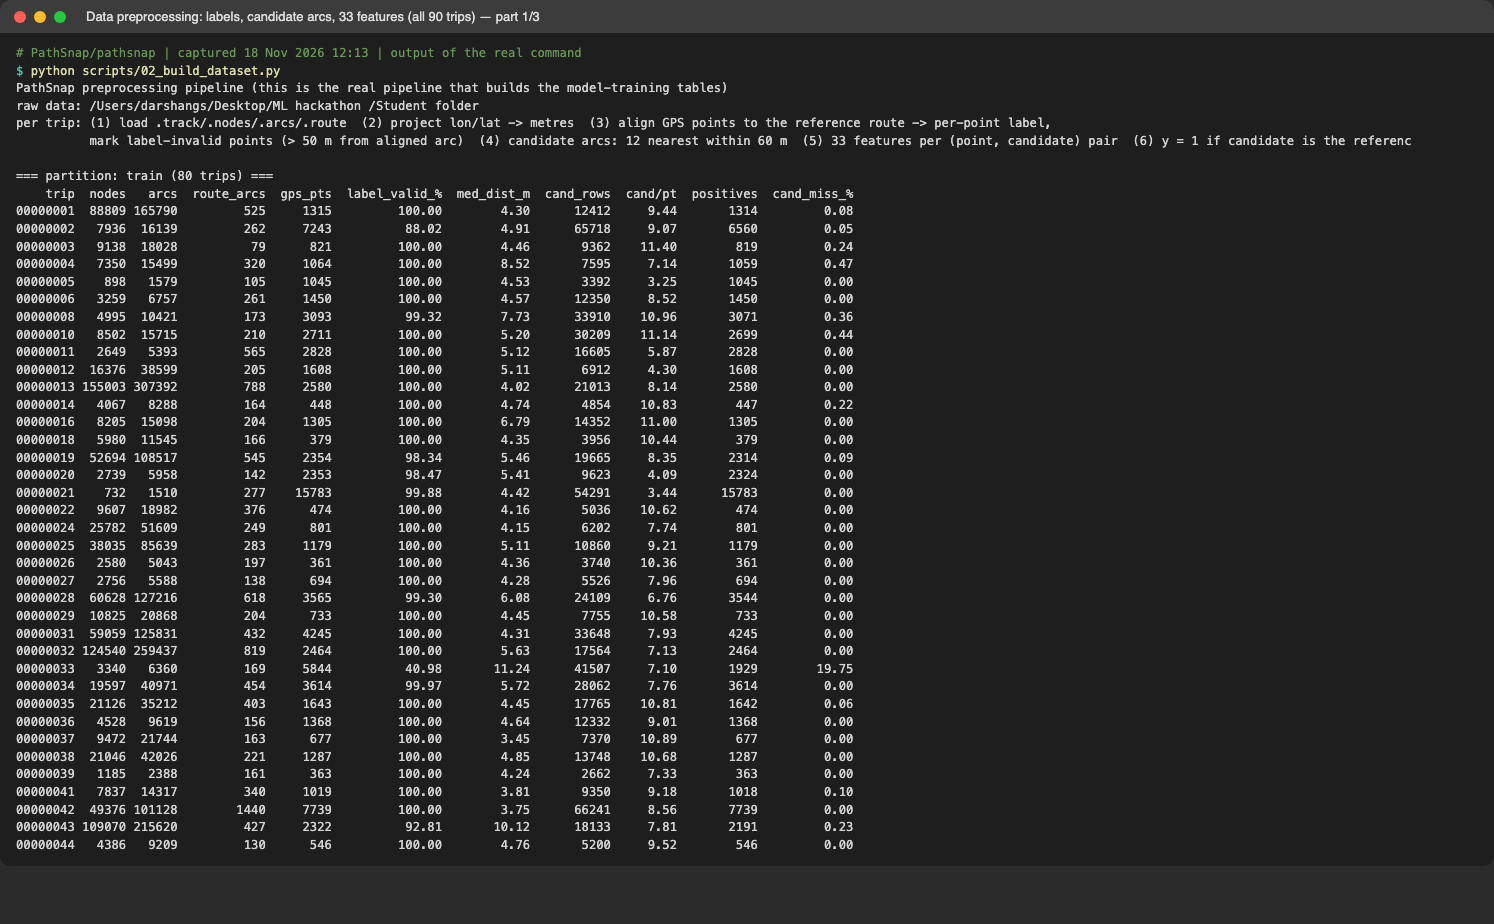 Data preprocessing: labels, candidate arcs, 33 features (all 90 trips) — part 1/3
# PathSnap/pathsnap | captured 18 Nov 2026 12:13 | output of the real command
$ python scripts/02_build_dataset.py
PathSnap preprocessing pipeline (this is the real pipeline that builds the model-training tables)
raw data: /Users/darshangs/Desktop/ML hackathon /Student folder
per trip: (1) load .track/.nodes/.arcs/.route  (2) project lon/lat -> metres  (3) align GPS points to the reference route -> per-point label,
          mark label-invalid points (> 50 m from aligned arc)  (4) candidate arcs: 12 nearest within 60 m  (5) 33 features per (point, candidate) pair  (6) y = 1 if candidate is the referenc
=== partition: train (80 trips) ===
    trip  nodes   arcs  route_arcs  gps_pts  label_valid_%  med_dist_m  cand_rows  cand/pt  positives  cand_miss_%
00000001  88809 165790         525     1315         100.00        4.30      12412     9.44       1314         0.08
00000002   7936  16139         262     7243          88.02        4.91      65718     9.07       6560         0.05
00000003   9138  18028          79      821         100.00        4.46       9362    11.40        819         0.24
00000004   7350  15499         320     1064         100.00        8.52       7595     7.14       1059         0.47
00000005    898   1579         105     1045         100.00        4.53       3392     3.25       1045         0.00
00000006   3259   6757         261     1450         100.00        4.57      12350     8.52       1450         0.00
00000008   4995  10421         173     3093          99.32        7.73      33910    10.96       3071         0.36
00000010   8502  15715         210     2711         100.00        5.20      30209    11.14       2699         0.44
00000011   2649   5393         565     2828         100.00        5.12      16605     5.87       2828         0.00
00000012  16376  38599         205     1608         100.00        5.11       6912     4.30       1608         0.00
00000013 155003 307392         788     2580         100.00        4.02      21013     8.14       2580         0.00
00000014   4067   8288         164      448         100.00        4.74       4854    10.83        447         0.22
00000016   8205  15098         204     1305         100.00        6.79      14352    11.00       1305         0.00
00000018   5980  11545         166      379         100.00        4.35       3956    10.44        379         0.00
00000019  52694 108517         545     2354          98.34        5.46      19665     8.35       2314         0.09
00000020   2739   5958         142     2353          98.47        5.41       9623     4.09       2324         0.00
00000021    732   1510         277    15783          99.88        4.42      54291     3.44      15783         0.00
00000022   9607  18982         376      474         100.00        4.16       5036    10.62        474         0.00
00000024  25782  51609         249      801         100.00        4.15       6202     7.74        801         0.00
00000025  38035  85639         283     1179         100.00        5.11      10860     9.21       1179         0.00
00000026   2580   5043         197      361         100.00        4.36       3740    10.36        361         0.00
00000027   2756   5588         138      694         100.00        4.28       5526     7.96        694         0.00
00000028  60628 127216         618     3565          99.30        6.08      24109     6.76       3544         0.00
00000029  10825  20868         204      733         100.00        4.45       7755    10.58        733         0.00
00000031  59059 125831         432     4245         100.00        4.31      33648     7.93       4245         0.00
00000032 124540 259437         819     2464         100.00        5.63      17564     7.13       2464         0.00
00000033   3340   6360         169     5844          40.98       11.24      41507     7.10       1929        19.75
00000034  19597  40971         454     3614          99.97        5.72      28062     7.76       3614         0.00
00000035  21126  35212         403     1643         100.00        4.45      17765    10.81       1642         0.06
00000036   4528   9619         156     1368         100.00        4.64      12332     9.01       1368         0.00
00000037   9472  21744         163      677         100.00        3.45       7370    10.89        677         0.00
00000038  21046  42026         221     1287         100.00        4.85      13748    10.68       1287         0.00
00000039   1185   2388         161      363         100.00        4.24       2662     7.33        363         0.00
00000041   7837  14317         340     1019         100.00        3.81       9350     9.18       1018         0.10
00000042  49376 101128        1440     7739         100.00        3.75      66241     8.56       7739         0.00
00000043 109070 215620         427     2322          92.81       10.12      18133     7.81       2191         0.23
00000044   4386   9209         130      546         100.00        4.76       5200     9.52        546         0.00